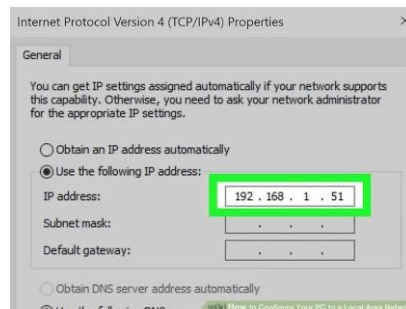 Internet Protocol Version 4 (TCP/IPv4) Properties
General
You can get IP settings assigned automatically if your network supports
this capability. Otherwise, you need to ask your network administrator
for the appropriate IP settings.
Obtain an IP address automatically
Use the following IP address:
IP address: 192 . 168 . 1 . 51
Subnet mask: . . .
Default gateway: . . .
Obtain DNS server address automatically
How to Configure Your PC to a Local Area Network